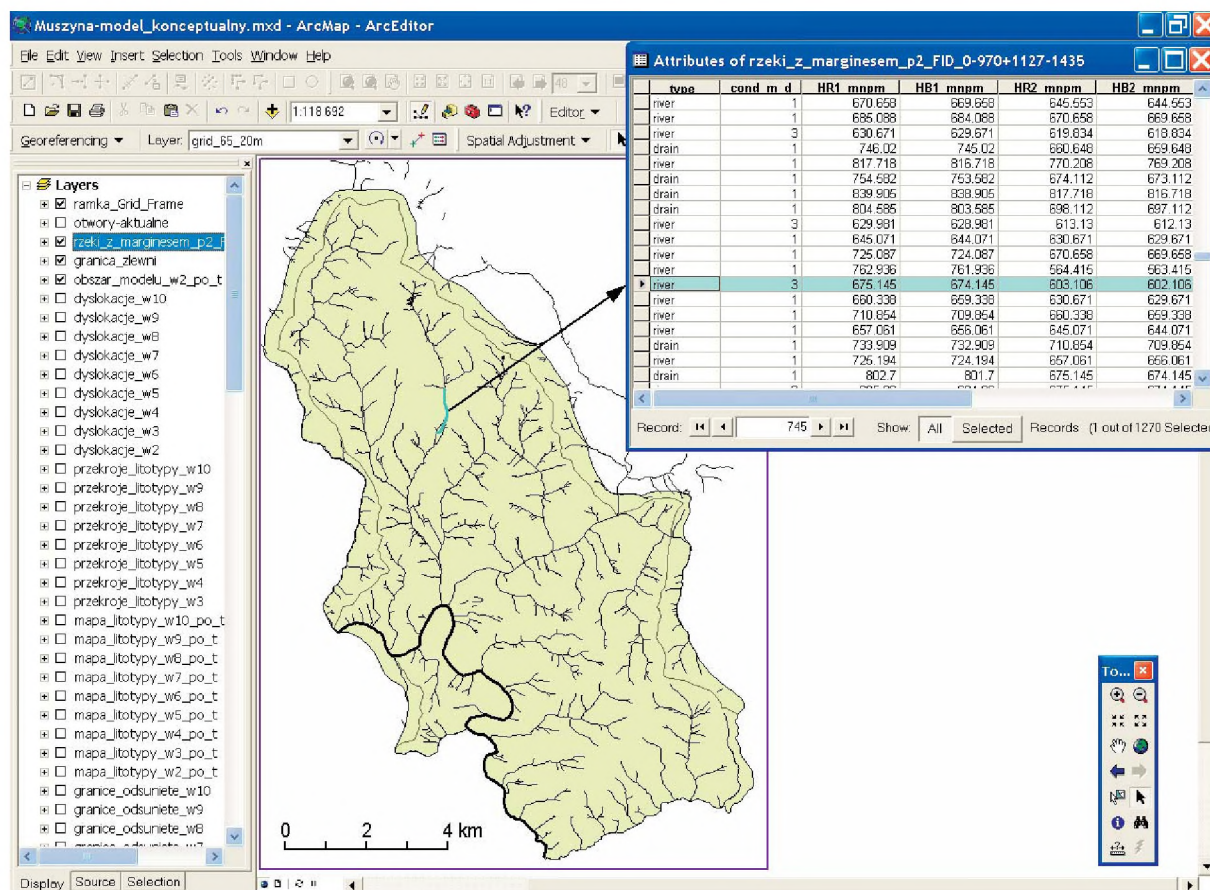 Muszyna-model_konceptualny.mxd - ArcMap - ArcEditor
File Edit View Insert Selection Tools Window Help
1:118 692 Editor
Georeferencing Layer: grid_65_20m Spatial Adjustment
Layers
ramka_Grid_Frame
otwory-aktualne
rzeki_z_marginesem_p2_F
granica_zlewni
obszar_modelu_w2_po_t
dyslokacje_w10
dyslokacje_w9
dyslokacje_w8
dyslokacje_w7
dyslokacje_w6
dyslokacje_w5
dyslokacje_w4
dyslokacje_w3
dyslokacje_w2
przekroje_litotypy_w10
przekroje_litotypy_w9
przekroje_litotypy_w8
przekroje_litotypy_w7
przekroje_litotypy_w6
przekroje_litotypy_w5
przekroje_litotypy_w4
przekroje_litotypy_w3
mapa_litotypy_w10_po_t
mapa_litotypy_w9_po_t
mapa_litotypy_w8_po_t
mapa_litotypy_w7_po_t
mapa_litotypy_w6_po_t
mapa_litotypy_w5_po_t
mapa_litotypy_w4_po_t
mapa_litotypy_w3_po_t
mapa_litotypy_w2_po_t
granice_odsuniete_w10
granice_odsuniete_w9
granice_odsuniete_w8
Display Source Selection
Attributes of rzeki_z_marginesem_p2_FID_0-970+1127-1435
type cond_m_d HR1_mnpm HB1_mnpm HR2_mnpm HB2_mnpm
river 1 670.658 669.658 645.553 644.553
river 1 685.088 684.088 670.658 669.658
river 3 630.671 629.671 619.834 618.834
drain 1 746.02 745.02 660.648 659.648
river 1 817.718 816.718 770.208 769.208
drain 1 754.582 753.582 674.112 673.112
drain 1 839.905 838.905 817.718 816.718
drain 1 804.585 803.585 698.112 697.112
river 3 629.981 628.981 613.13 612.13
river 1 645.071 644.071 630.671 629.671
river 1 725.087 724.087 670.658 669.658
river 1 762.936 761.936 564.415 563.415
river 3 675.145 674.145 603.106 602.106
river 1 660.338 659.338 630.671 629.671
river 1 710.854 709.854 660.338 659.338
river 1 657.061 656.061 645.071 644.071
drain 1 733.909 732.909 710.854 709.854
river 1 725.194 724.194 657.061 656.061
drain 1 802.7 801.7 675.145 674.145
Record: 745 Show: All Selected Records (1 out of 1270 Selected
To...
0 2 4 km